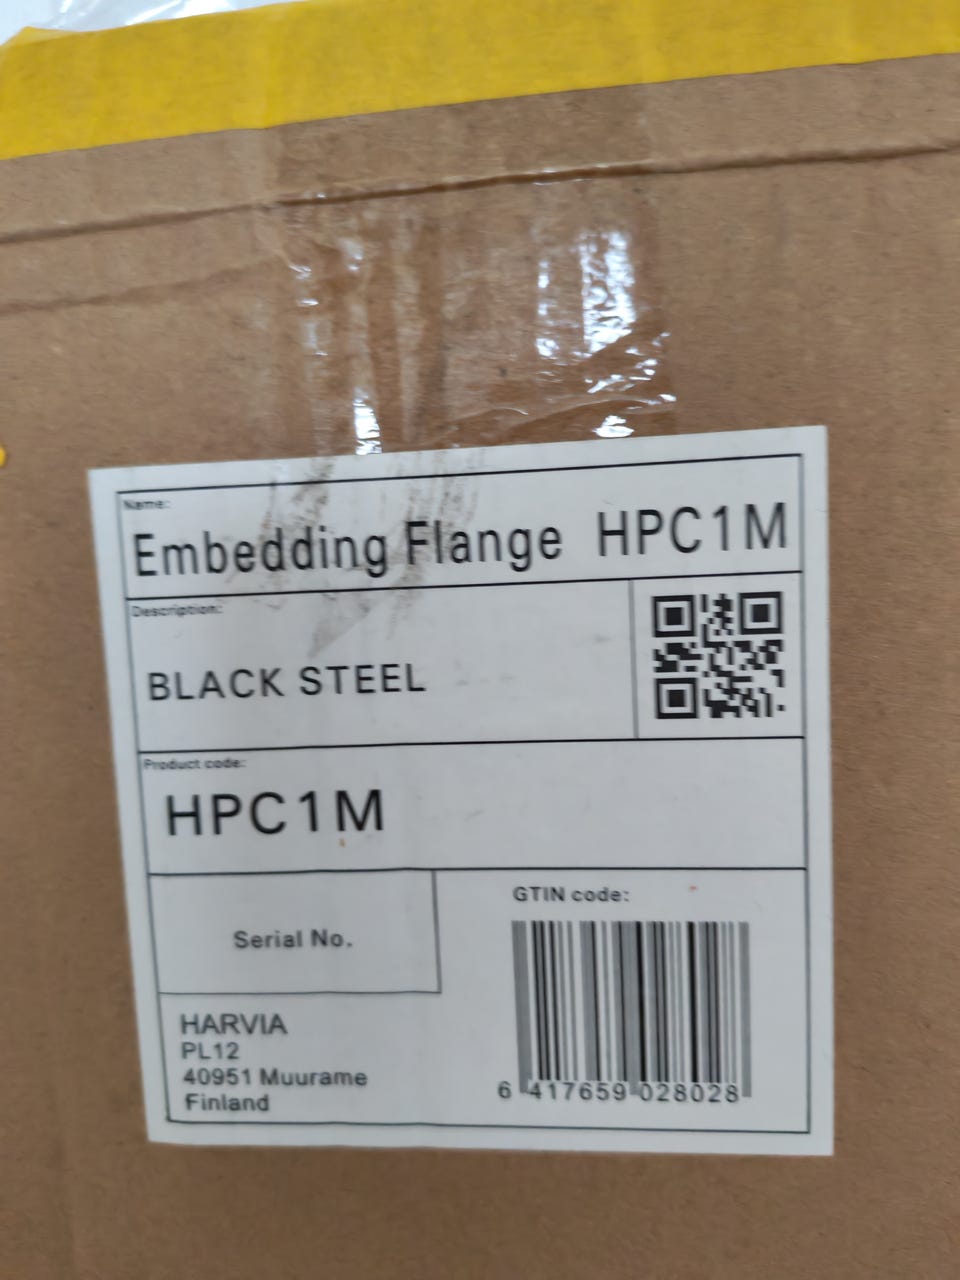 Name:
Embedding Flange HPC1M
Description:
BLACK STEEL
Product code:
HPC1M
GTIN code:
Serial No.
HARVIA
PL12
40951 Muurame
Finland
6 417659 028028